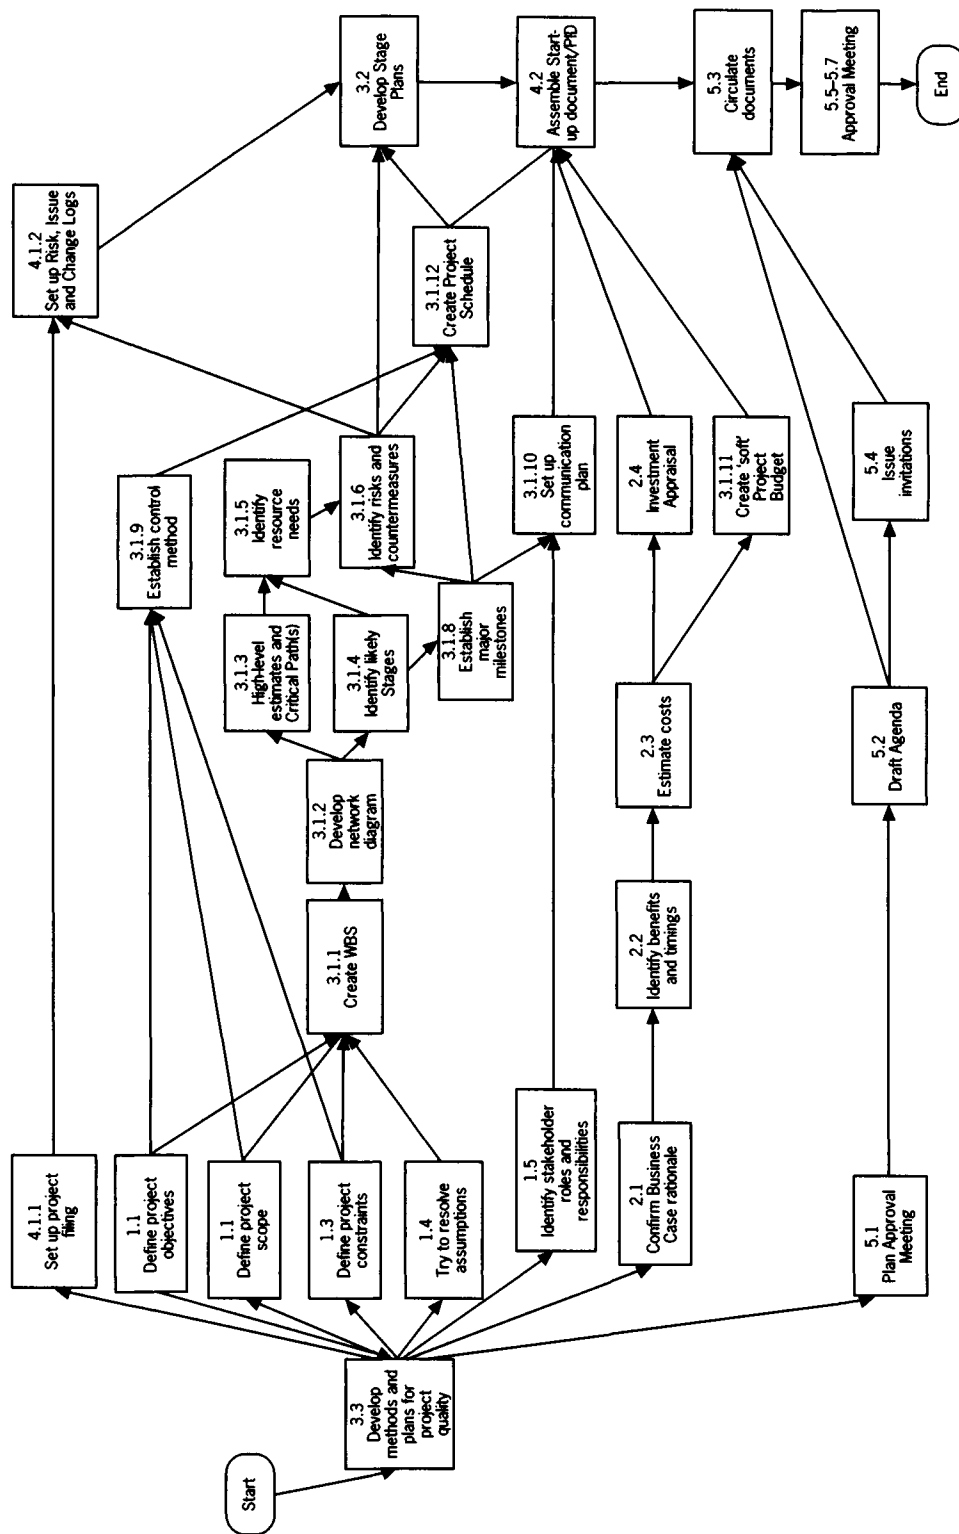 Start
3.3
Develop
methods and
plans for
project
quality
4.1.1
Set up project
filing
1.1
Define project
objectives
1.1
Define project
scope
1.3
Define project
constraints
1.4
Try to resolve
assumptions
1.5
Identify stakeholder
roles and
responsibilities
2.1
Confirm Business
Case rationale
5.1
Plan Approval
Meeting
3.1.1
Create WBS
2.2
Identify benefits
and timings
3.1.2
Develop
network
diagram
3.1.3
High-level
estimates and
Critical Path(s)
3.1.4
Identify likely
Stages
2.3
Estimate costs
5.2
Draft Agenda
3.1.9
Establish control
method
3.1.5
Identify
resource
needs
3.1.6
Identify risks and
countermeasures
3.1.8
Establish
major
milestones
3.1.10
Set up
communication
plan
2.4
Investment
Appraisal
3.1.11
Create ‘soft’
Project
Budget
5.4
Issue
invitations
4.1.2
Set up Risk, Issue
and Change Logs
3.1.12
Create Project
Schedule
3.2
Develop Stage
Plans
4.2
Assemble Start-
up document/PID
5.3
Circulate
documents
5.5–5.7
Approval Meeting
End